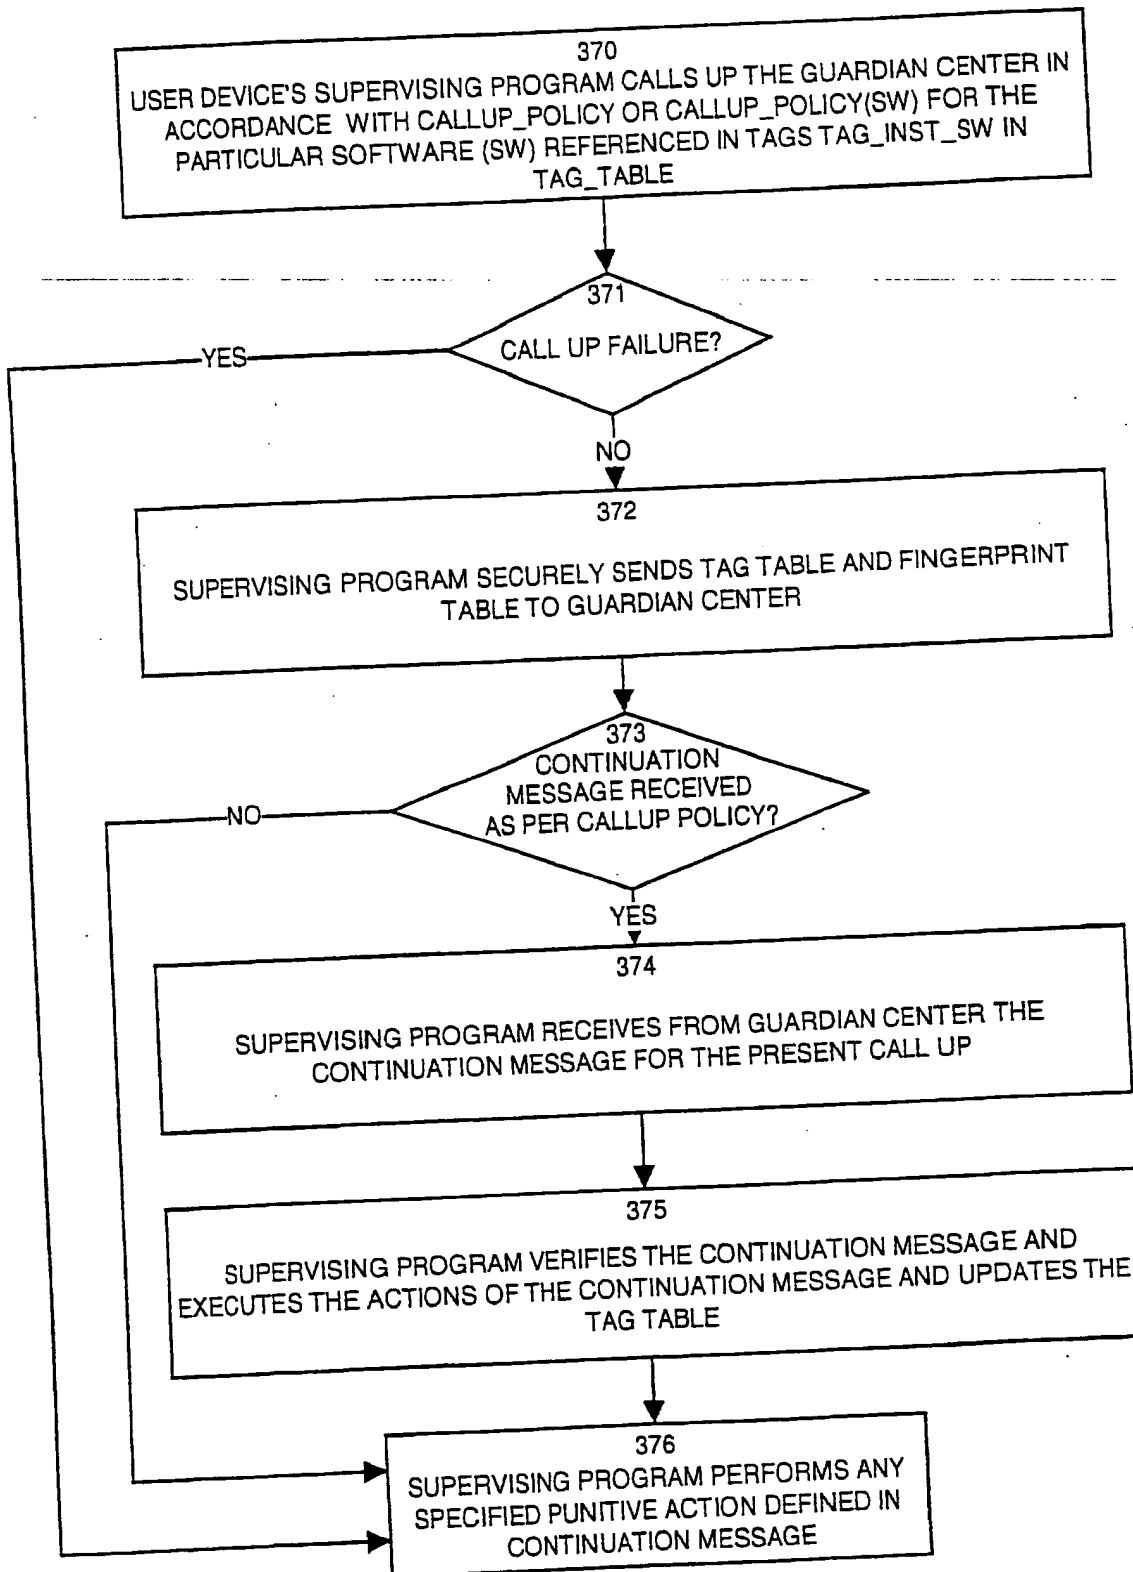 370
USER DEVICE'S SUPERVISING PROGRAM CALLS UP THE GUARDIAN CENTER IN
ACCORDANCE WITH CALLUP_POLICY OR CALLUP_POLICY(SW) FOR THE
PARTICULAR SOFTWARE (SW) REFERENCED IN TAGS TAG_INST_SW IN
TAG_TABLE
371
CALL UP FAILURE?
YES
NO
372
SUPERVISING PROGRAM SECURELY SENDS TAG TABLE AND FINGERPRINT
TABLE TO GUARDIAN CENTER
373
CONTINUATION
MESSAGE RECEIVED
AS PER CALLUP POLICY?
NO
YES
374
SUPERVISING PROGRAM RECEIVES FROM GUARDIAN CENTER THE
CONTINUATION MESSAGE FOR THE PRESENT CALL UP
375
SUPERVISING PROGRAM VERIFIES THE CONTINUATION MESSAGE AND
EXECUTES THE ACTIONS OF THE CONTINUATION MESSAGE AND UPDATES THE
TAG TABLE
376
SUPERVISING PROGRAM PERFORMS ANY
SPECIFIED PUNITIVE ACTION DEFINED IN
CONTINUATION MESSAGE